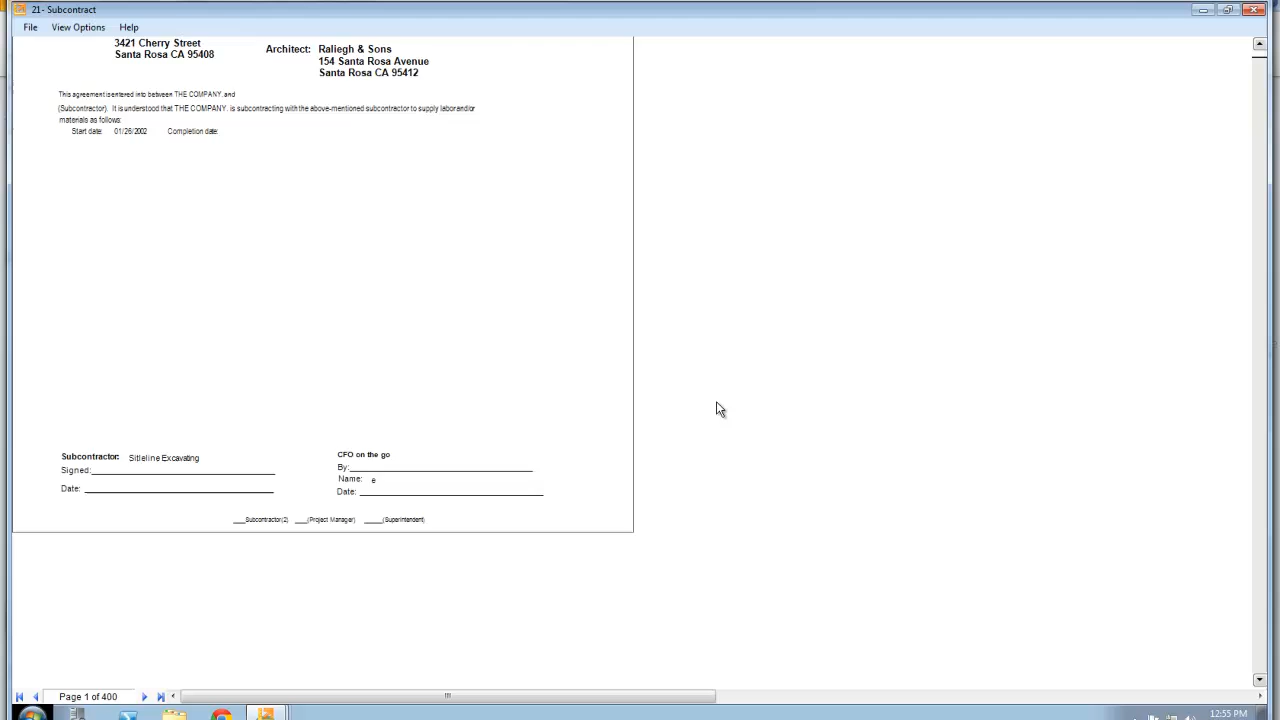 21- Subcontract
File View Options Help
3421 Cherry Street
Santa Rosa CA 95408
Architect: Raliegh & Sons
154 Santa Rosa Avenue
Santa Rosa CA 95412
This agreement is entered into between THE COMPANY. and
(Subcontractor). It is understood that THE COMPANY. is subcontracting with the above-mentioned subcontractor to supply labor and/or
materials as follows:
Start date: 01/26/2002 Completion date:
Subcontractor: Sitleline Excavating
Signed:
Date:
CFO on the go
By:
Name: e
Date:
Subcontractor(2) (Project Manager) (Superintendent)
Page 1 of 400
12:55 PM